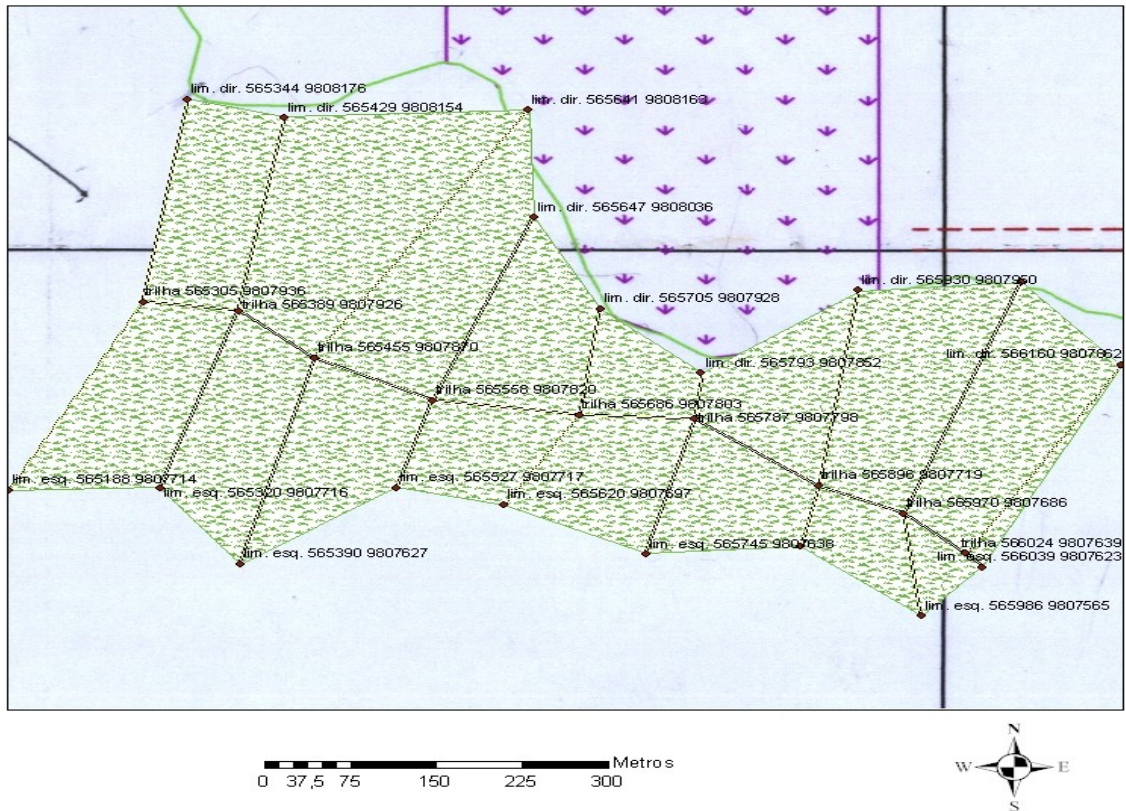 lim. dir. 565344 9808176
lim. dir. 565429 9808154
lim. dir. 565641 9808163
lim. dir. 565647 9808036
trilha 565305 9807936
trilha 565389 9807926
lim. dir. 565705 9807928
lim. dir. 565930 9807950
trilha 565455 9807870
lim. dir. 565793 9807852
lim. dir. 566160 9807862
trilha 565558 9807820
trilha 565686 9807803
trilha 565787 9807798
lim. esq. 565188 9807714
lim. esq. 565320 9807716
lim. esq. 565527 9807717
lim. esq. 565620 9807697
trilha 565896 9807719
trilha 565970 9807686
lim. esq. 565390 9807627
lim. esq. 565745 9807638
trilha 566024 9807639
lim. esq. 566039 9807623
lim. esq. 565986 9807565
N
W E
S
Metros
0 37,5 75 150 225 300